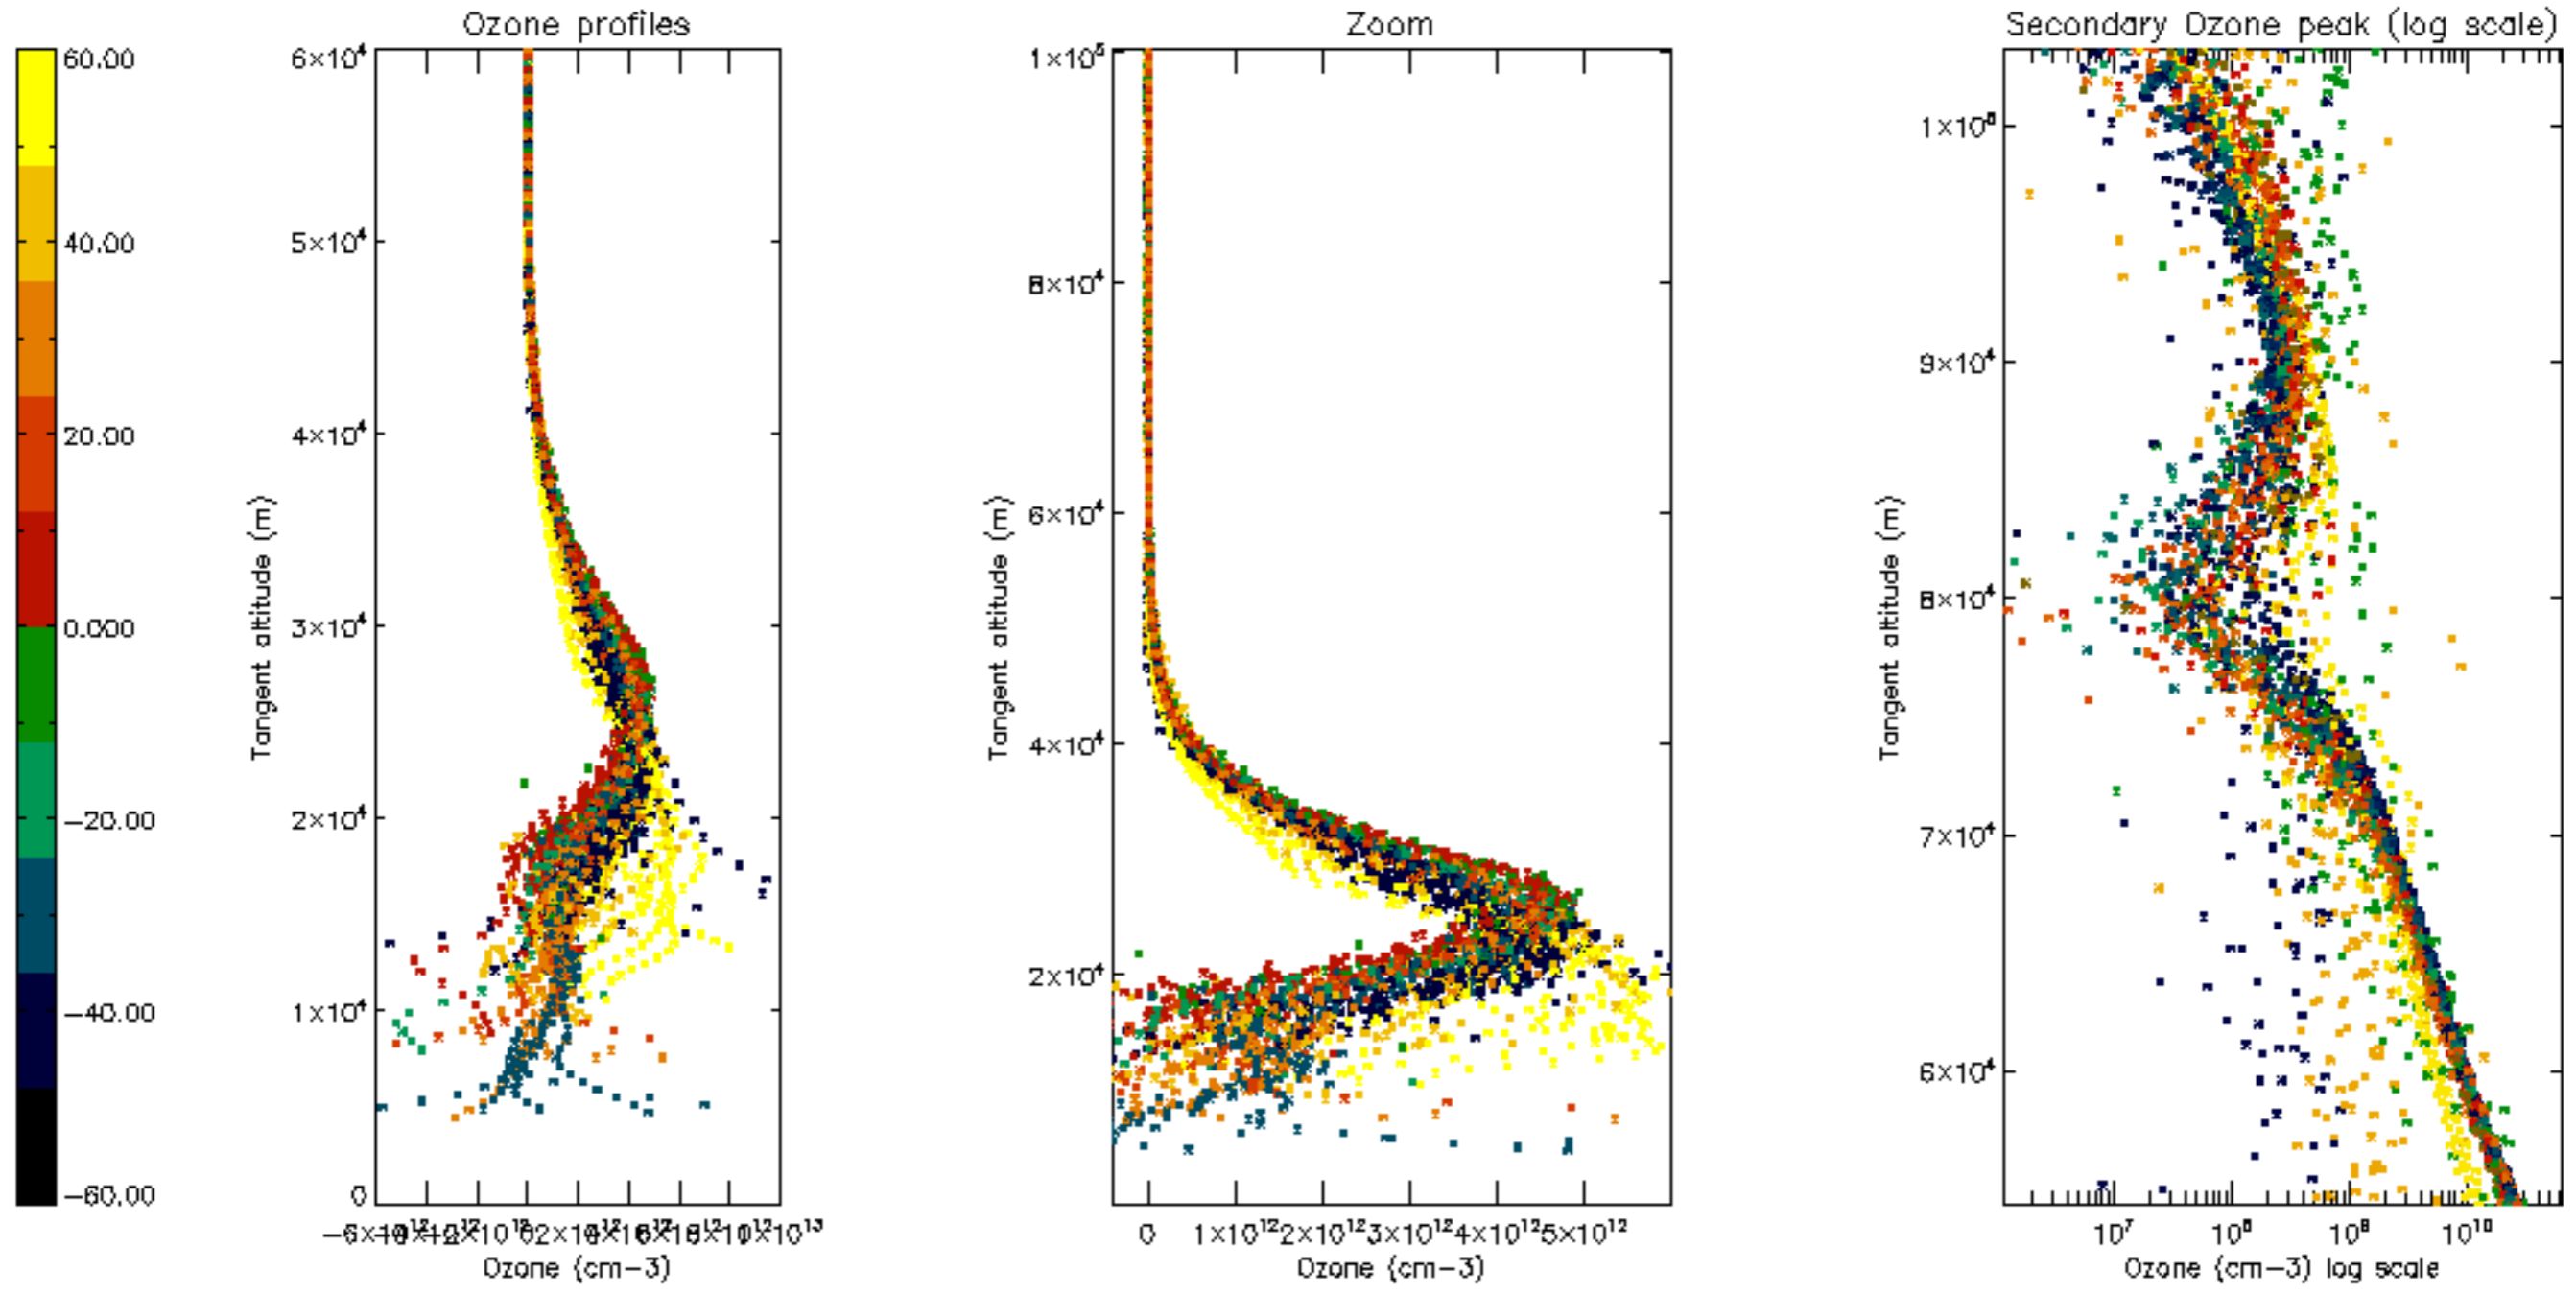 Ozone profiles
Zoom
Secondary Ozone peak (log scale)
60.00
40.00
20.00
0.000
−20.00
−40.00
−60.00
Tangent altitude (m)
6×10⁴
5×10⁴
4×10⁴
3×10⁴
2×10⁴
1×10⁴
0
Ozone (cm−3)
Tangent altitude (m)
1×10⁵
8×10⁴
6×10⁴
4×10⁴
2×10⁴
0 1×10¹² 2×10¹² 3×10¹² 4×10¹² 5×10¹²
Ozone (cm−3)
Tangent altitude (m)
1×10⁵
9×10⁴
8×10⁴
7×10⁴
6×10⁴
10⁷ 10⁸ 10⁹ 10¹⁰
Ozone (cm−3) log scale